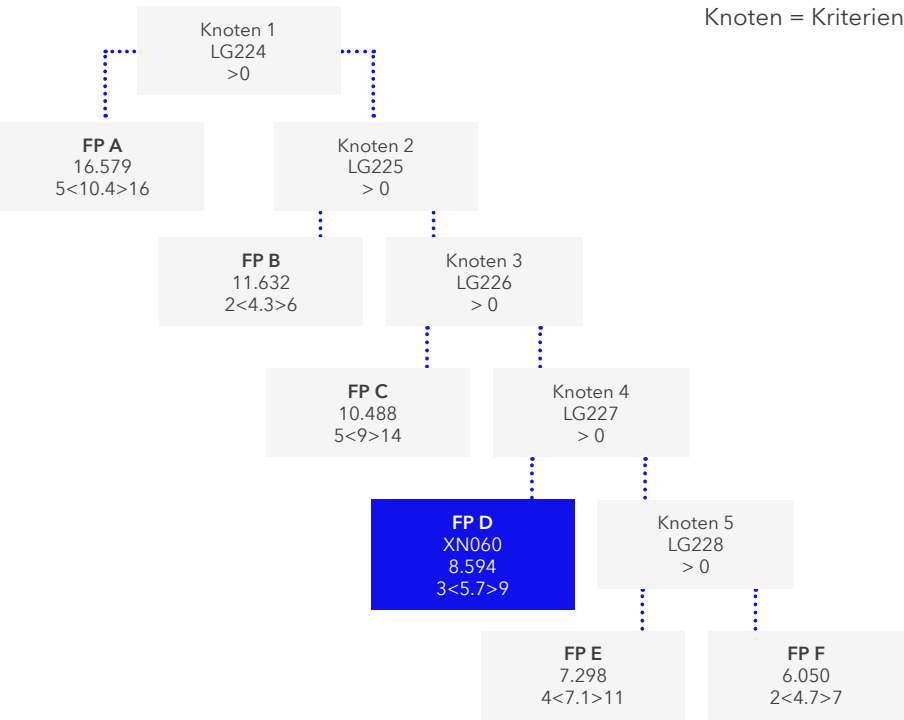 Knoten = Kriterien
Knoten 1
LG224
>0
FP A
16.579
5<10.4>16
Knoten 2
LG225
> 0
FP B
11.632
2<4.3>6
Knoten 3
LG226
> 0
FP C
10.488
5<9>14
Knoten 4
LG227
> 0
FP D
XN060
8.594
3<5.7>9
Knoten 5
LG228
> 0
FP E
7.298
4<7.1>11
FP F
6.050
2<4.7>7